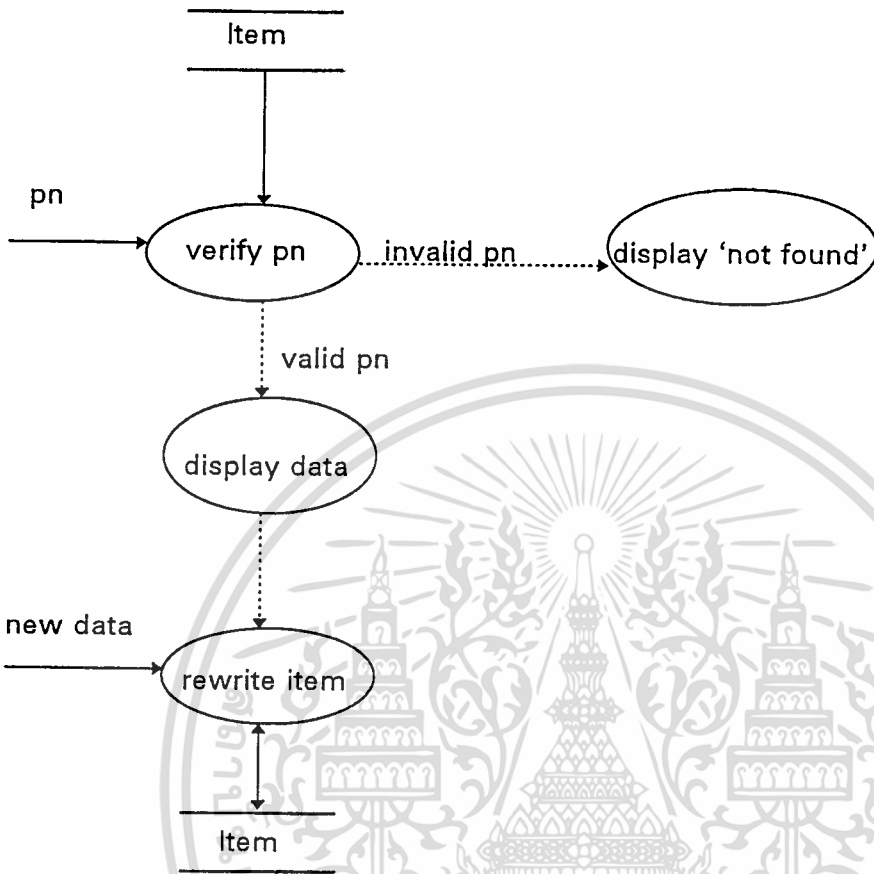 Item
pn
verify pn
invalid pn
display ‘not found’
valid pn
display data
new data
rewrite item
Item